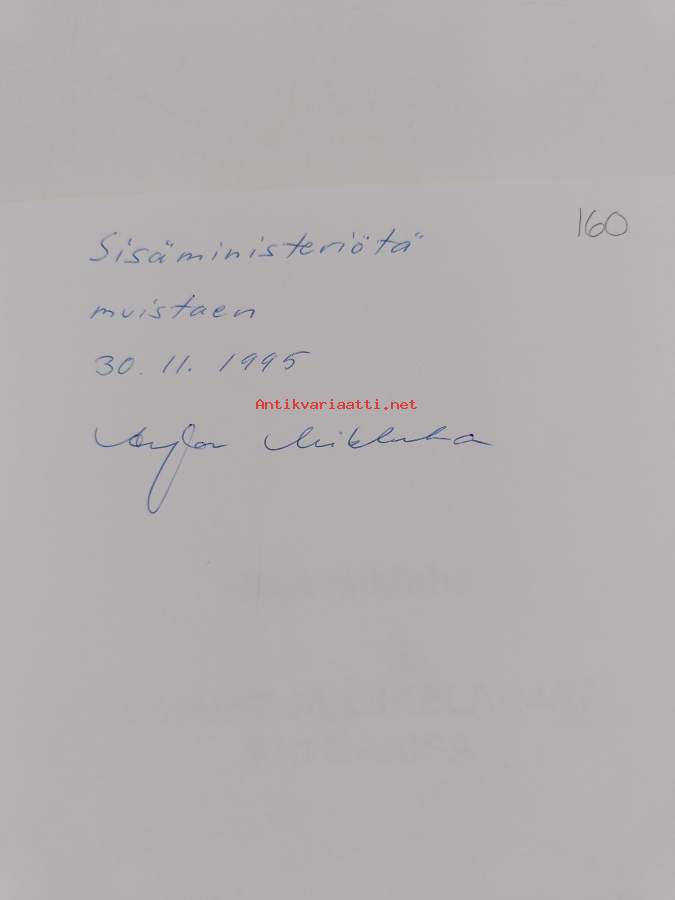 Sisäministeriötä
160
muistaen
30. 11. 1995
Antikvariaatti.net